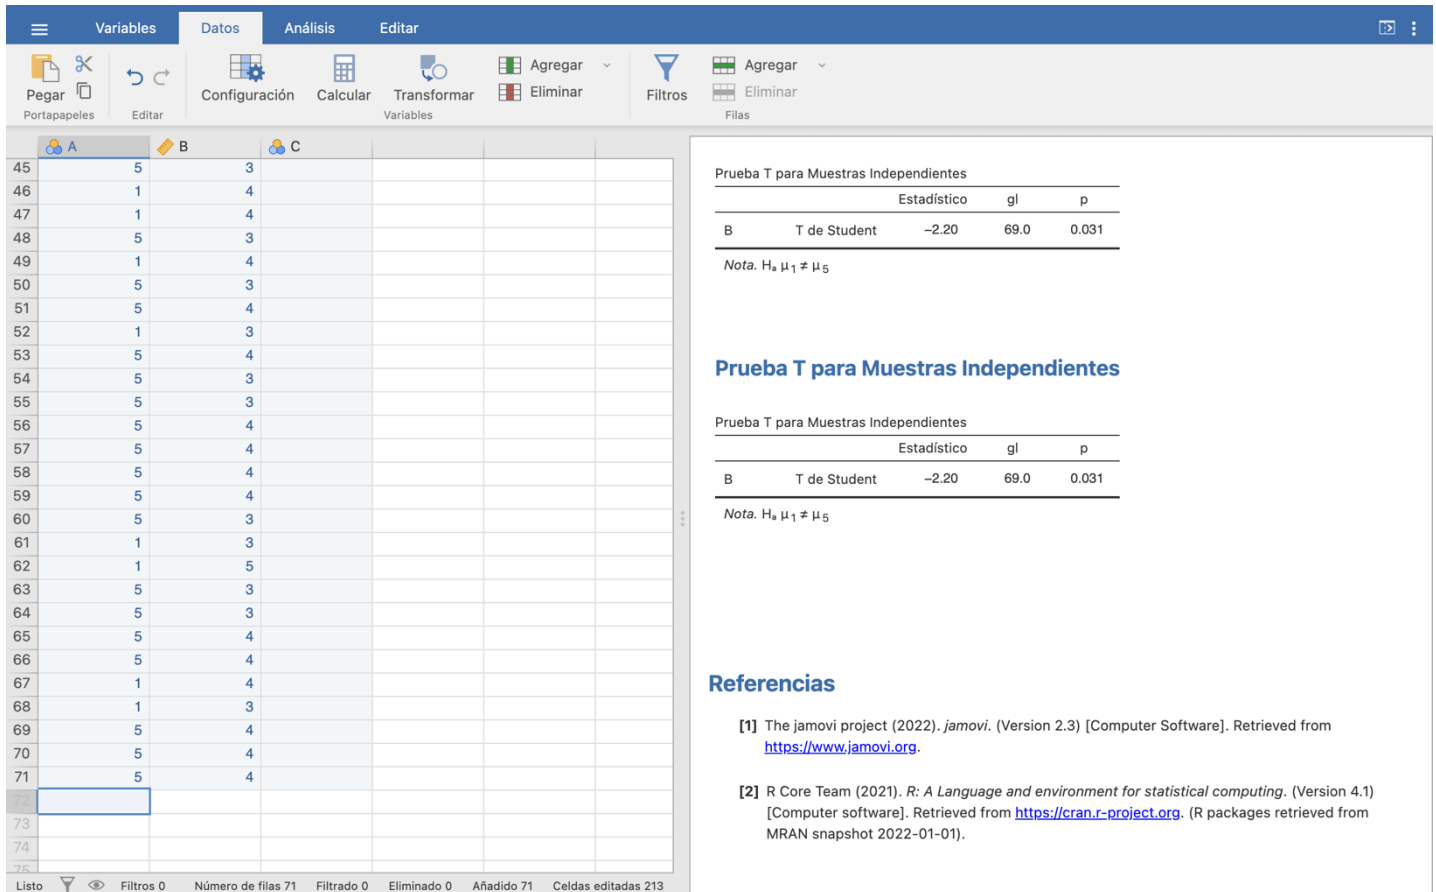 Variables Datos Análisis Editar
Pegar
Portapapeles
Editar
Configuración Calcular Transformar
Agregar
Eliminar
Variables
Filtros
Agregar
Eliminar
Filas
A B C
45 5 3
46 1 4
47 1 4
48 5 3
49 1 4
50 5 3
51 5 4
52 1 3
53 5 4
54 5 3
55 5 3
56 5 4
57 5 4
58 5 4
59 5 4
60 5 3
61 1 3
62 1 5
63 5 3
64 5 3
65 5 4
66 5 4
67 1 4
68 1 3
69 5 4
70 5 4
71 5 4
72
73
74
75
Listo Filtros 0 Número de filas 71 Filtrado 0 Eliminado 0 Añadido 71 Celdas editadas 213
Prueba T para Muestras Independientes
Estadístico gl p
B T de Student −2.20 69.0 0.031
Nota. Hₐ μ₁ ≠ μ₅
Prueba T para Muestras Independientes
Prueba T para Muestras Independientes
Estadístico gl p
B T de Student −2.20 69.0 0.031
Nota. Hₐ μ₁ ≠ μ₅
Referencias
[1] The jamovi project (2022). jamovi. (Version 2.3) [Computer Software]. Retrieved from
https://www.jamovi.org.
[2] R Core Team (2021). R: A Language and environment for statistical computing. (Version 4.1)
[Computer software]. Retrieved from https://cran.r-project.org. (R packages retrieved from
MRAN snapshot 2022-01-01).